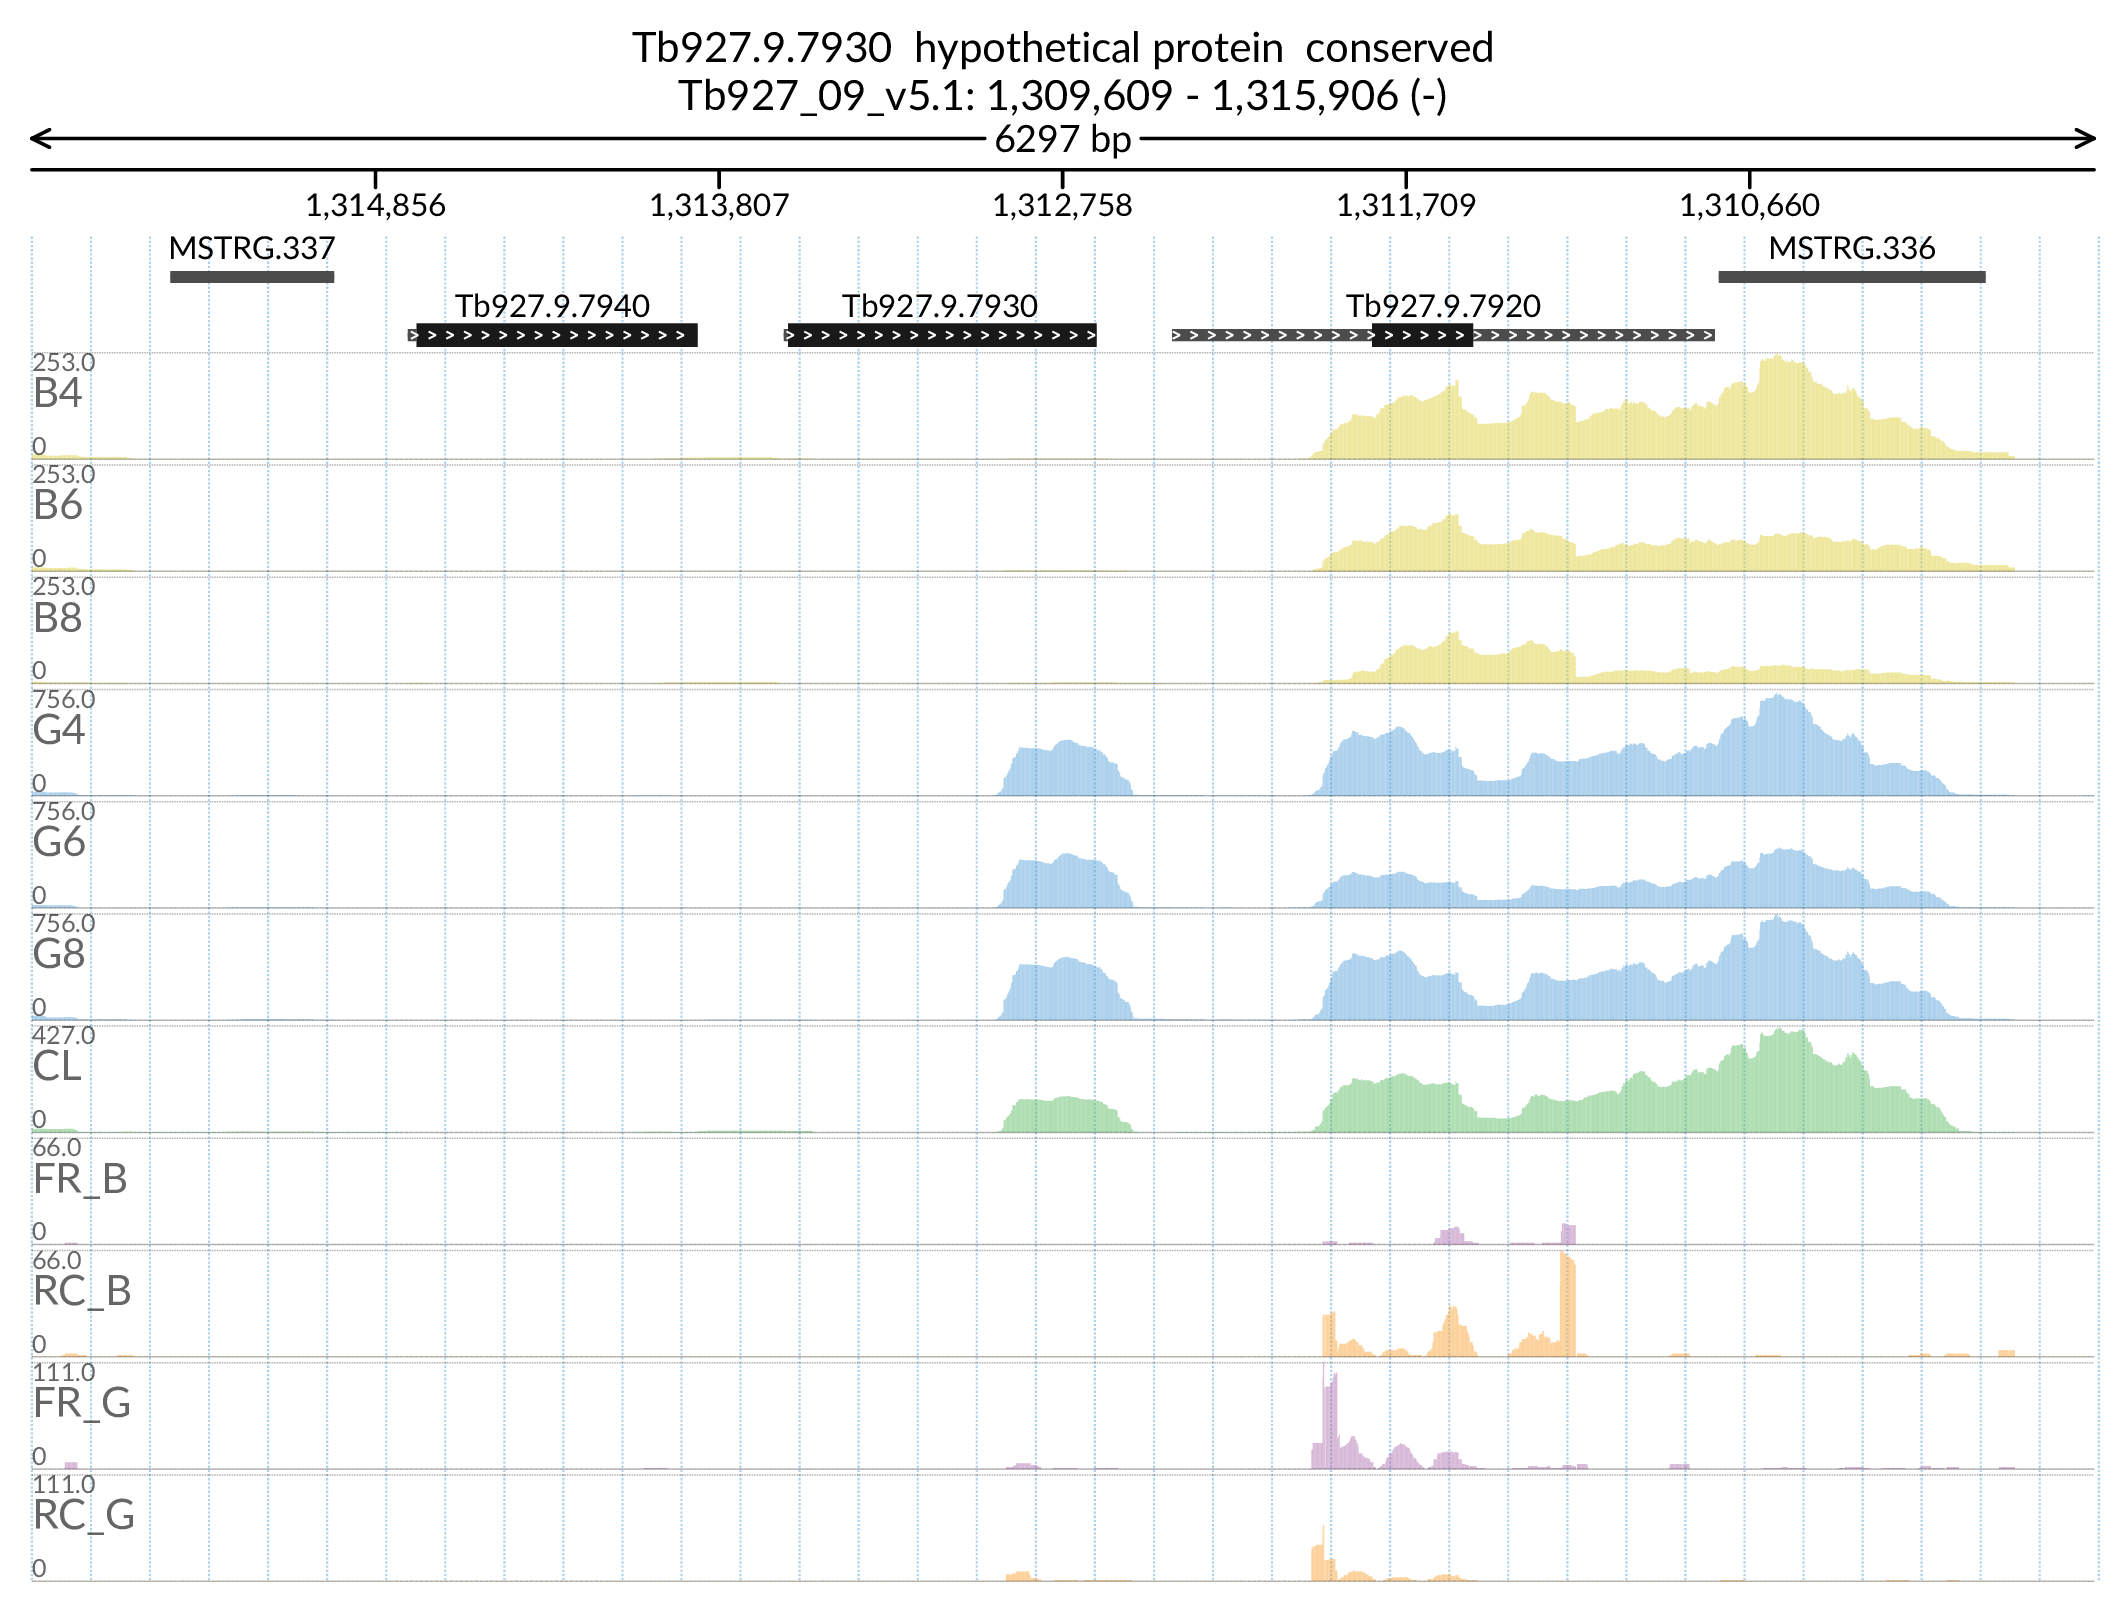 Tb927.9.7930 hypothetical protein conserved
Tb927_09_v5.1: 1,309,609 - 1,315,906 (-)
6297 bp
1,314,856 1,313,807 1,312,758 1,311,709 1,310,660
MSTRG.337 MSTRG.336
Tb927.9.7940 Tb927.9.7930 Tb927.9.7920
253.0
B4
0
253.0
B6
0
253.0
B8
0
756.0
G4
0
756.0
G6
0
756.0
G8
0
427.0
CL
0
66.0
FR_B
0
66.0
RC_B
0
111.0
FR_G
0
111.0
RC_G
0